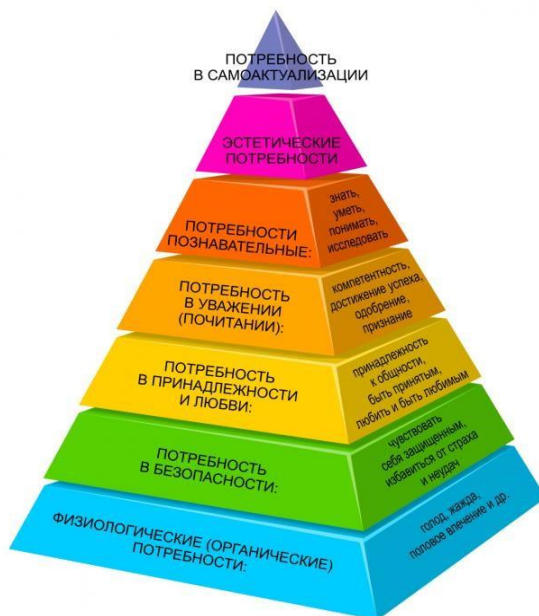 ПОТРЕБНОСТЬ
В САМОАКТУАЛИЗАЦИИ
ЭСТЕТИЧЕСКИЕ
ПОТРЕБНОСТИ
ПОТРЕБНОСТИ
ПОЗНАВАТЕЛЬНЫЕ:
знать,
уметь,
понимать,
исследовать
ПОТРЕБНОСТЬ
В УВАЖЕНИИ
(ПОЧИТАНИИ):
компетентность,
достижение успеха,
одобрение,
признание
ПОТРЕБНОСТЬ
В ПРИНАДЛЕЖНОСТИ
И ЛЮБВИ:
принадлежность
к общности,
быть принятым,
любить и быть любимым
ПОТРЕБНОСТЬ
В БЕЗОПАСНОСТИ:
чувствовать
себя защищенным,
избавиться от страха
и неудач
ФИЗИОЛОГИЧЕСКИЕ (ОРГАНИЧЕСКИЕ)
ПОТРЕБНОСТИ:
голод, жажда,
половое влечение и др.